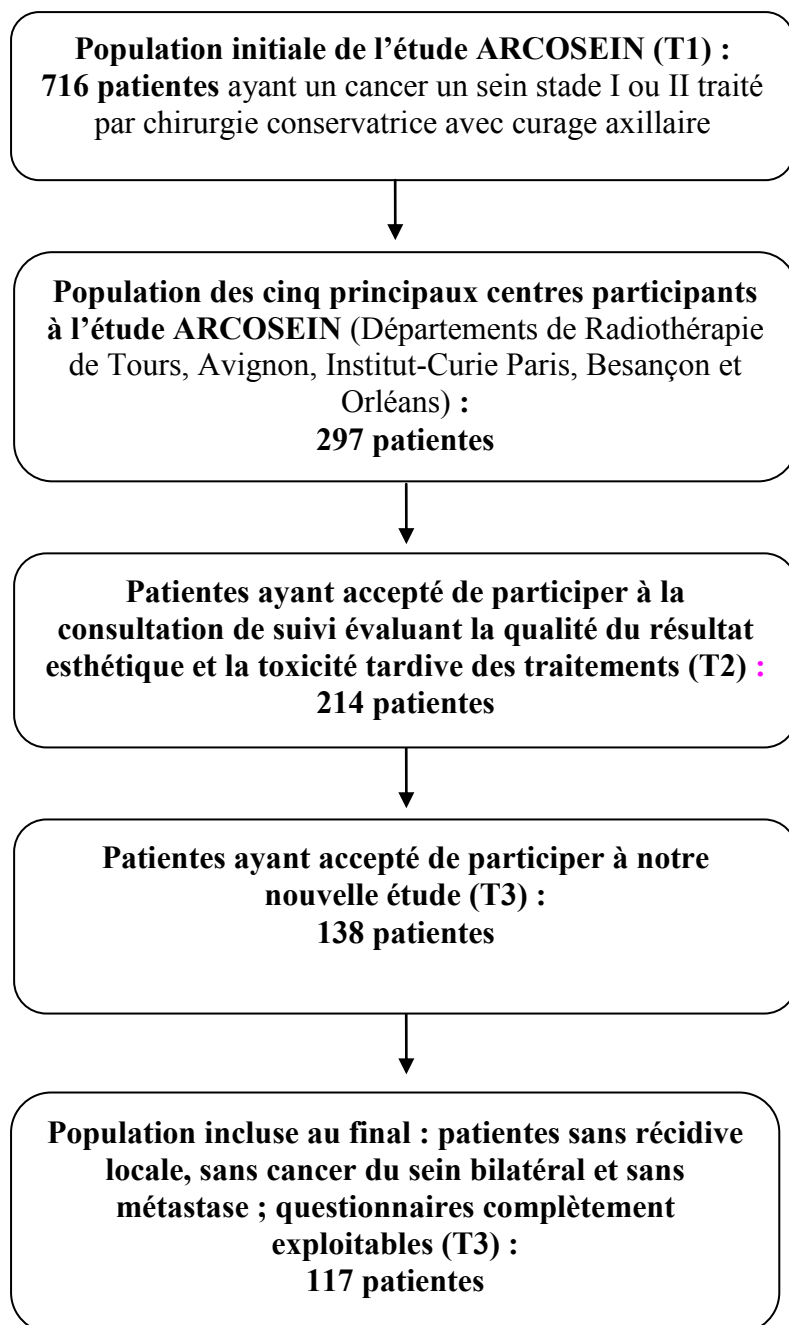 Population initiale de l’étude ARCOSEIN (T1) :
716 patientes ayant un cancer un sein stade I ou II traité
par chirurgie conservatrice avec curage axillaire
Population des cinq principaux centres participants
à l’étude ARCOSEIN (Départements de Radiothérapie
de Tours, Avignon, Institut-Curie Paris, Besançon et
Orléans) :
297 patientes
Patientes ayant accepté de participer à la
consultation de suivi évaluant la qualité du résultat
esthétique et la toxicité tardive des traitements (T2) :
214 patientes
Patientes ayant accepté de participer à notre
nouvelle étude (T3) :
138 patientes
Population incluse au final : patientes sans récidive
locale, sans cancer du sein bilatéral et sans
métastase ; questionnaires complètement
exploitables (T3) :
117 patientes